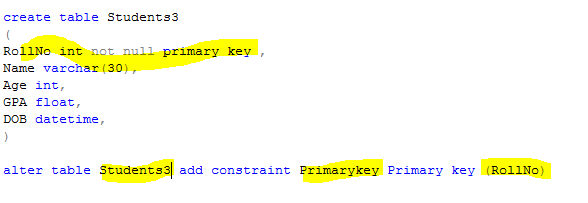 create table Students3
(
RollNo int not null primary key ,
Name varchar(30),
Age int,
GPA float,
DOB datetime,
)
alter table Students3 add constraint Primarykey Primary key (RollNo)